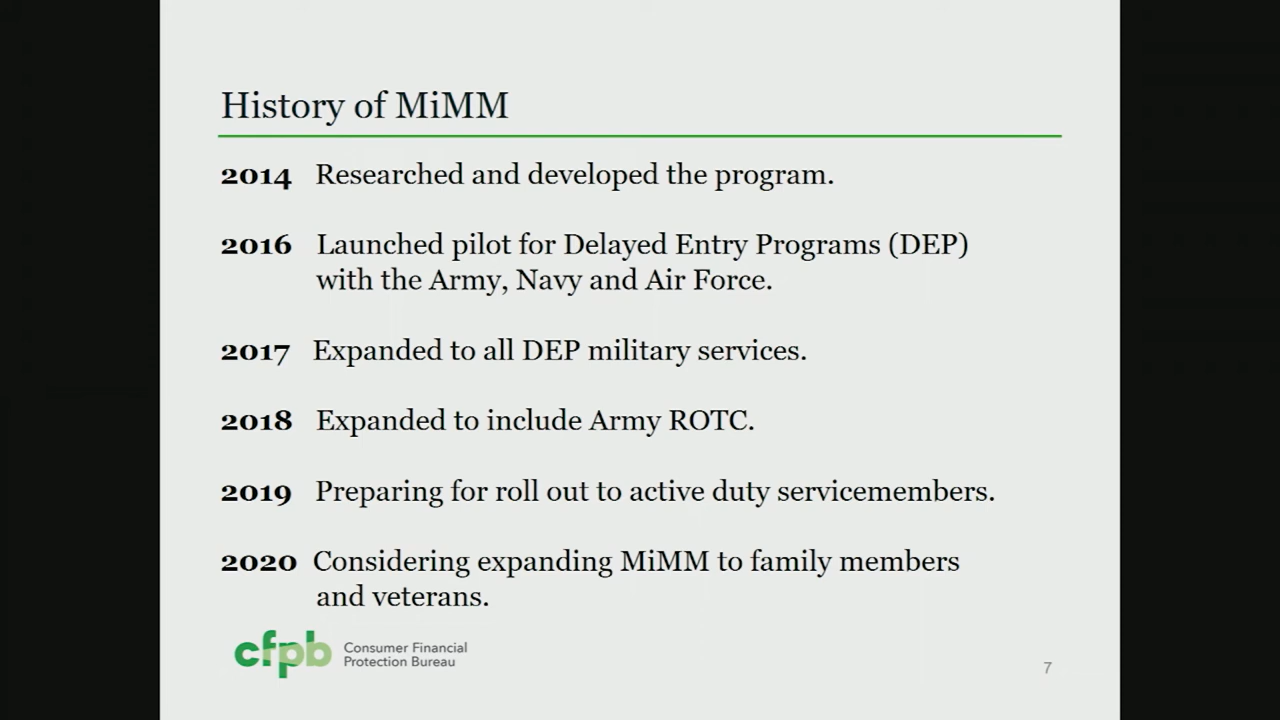 History of MiMM
2014 Researched and developed the program.
2016 Launched pilot for Delayed Entry Programs (DEP)
with the Army, Navy and Air Force.
2017 Expanded to all DEP military services.
2018 Expanded to include Army ROTC.
2019 Preparing for roll out to active duty servicemembers.
2020 Considering expanding MiMM to family members
and veterans.
cfpb Consumer Financial
Protection Bureau
7